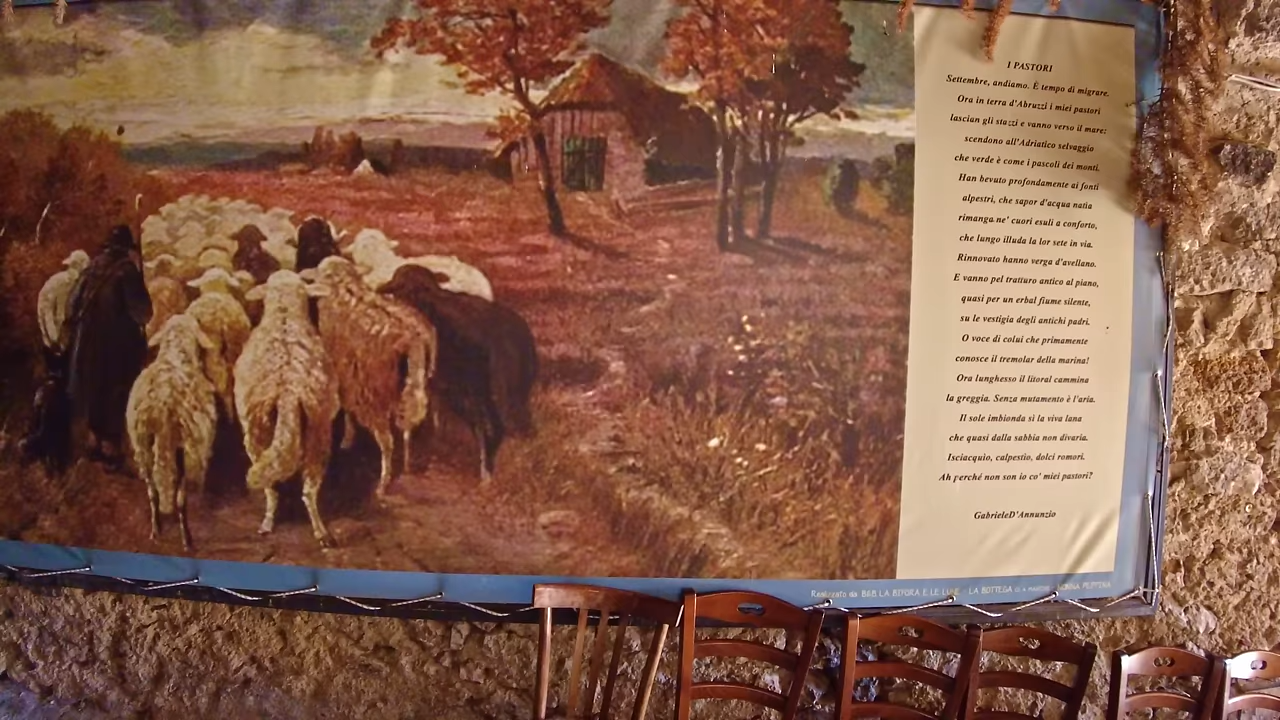 I PASTORI
Settembre, andiamo. È tempo di migrare.
Ora in terra d'Abruzzi i miei pastori
lascian gli stazzi e vanno verso il mare:
scendono all'Adriatico selvaggio
che verde è come i pascoli dei monti.
Han bevuto profondamente ai fonti
alpestri, che sapor d'acqua natia
rimanga ne' cuori esuli a conforto,
che lungo illuda la lor sete in via.
Rinnovato hanno verga d'avellano.
E vanno pel tratturo antico al piano,
quasi per un erbal fiume silente,
su le vestigia degli antichi padri.
O voce di colui che primamente
conosce il tremolar della marina!
Ora lunghesso il litoral cammina
la greggia. Senza mutamento è l'aria.
Il sole imbionda sì la viva lana
che quasi dalla sabbia non divaria.
Isciacquìo, calpestìo, dolci romori.
Ah perché non son io co' miei pastori?
GabrieleD'Annunzio
Realizzato da B&B LA BIFORA E LE LUNE - LA BOTTEGA NONNA PEPPINA